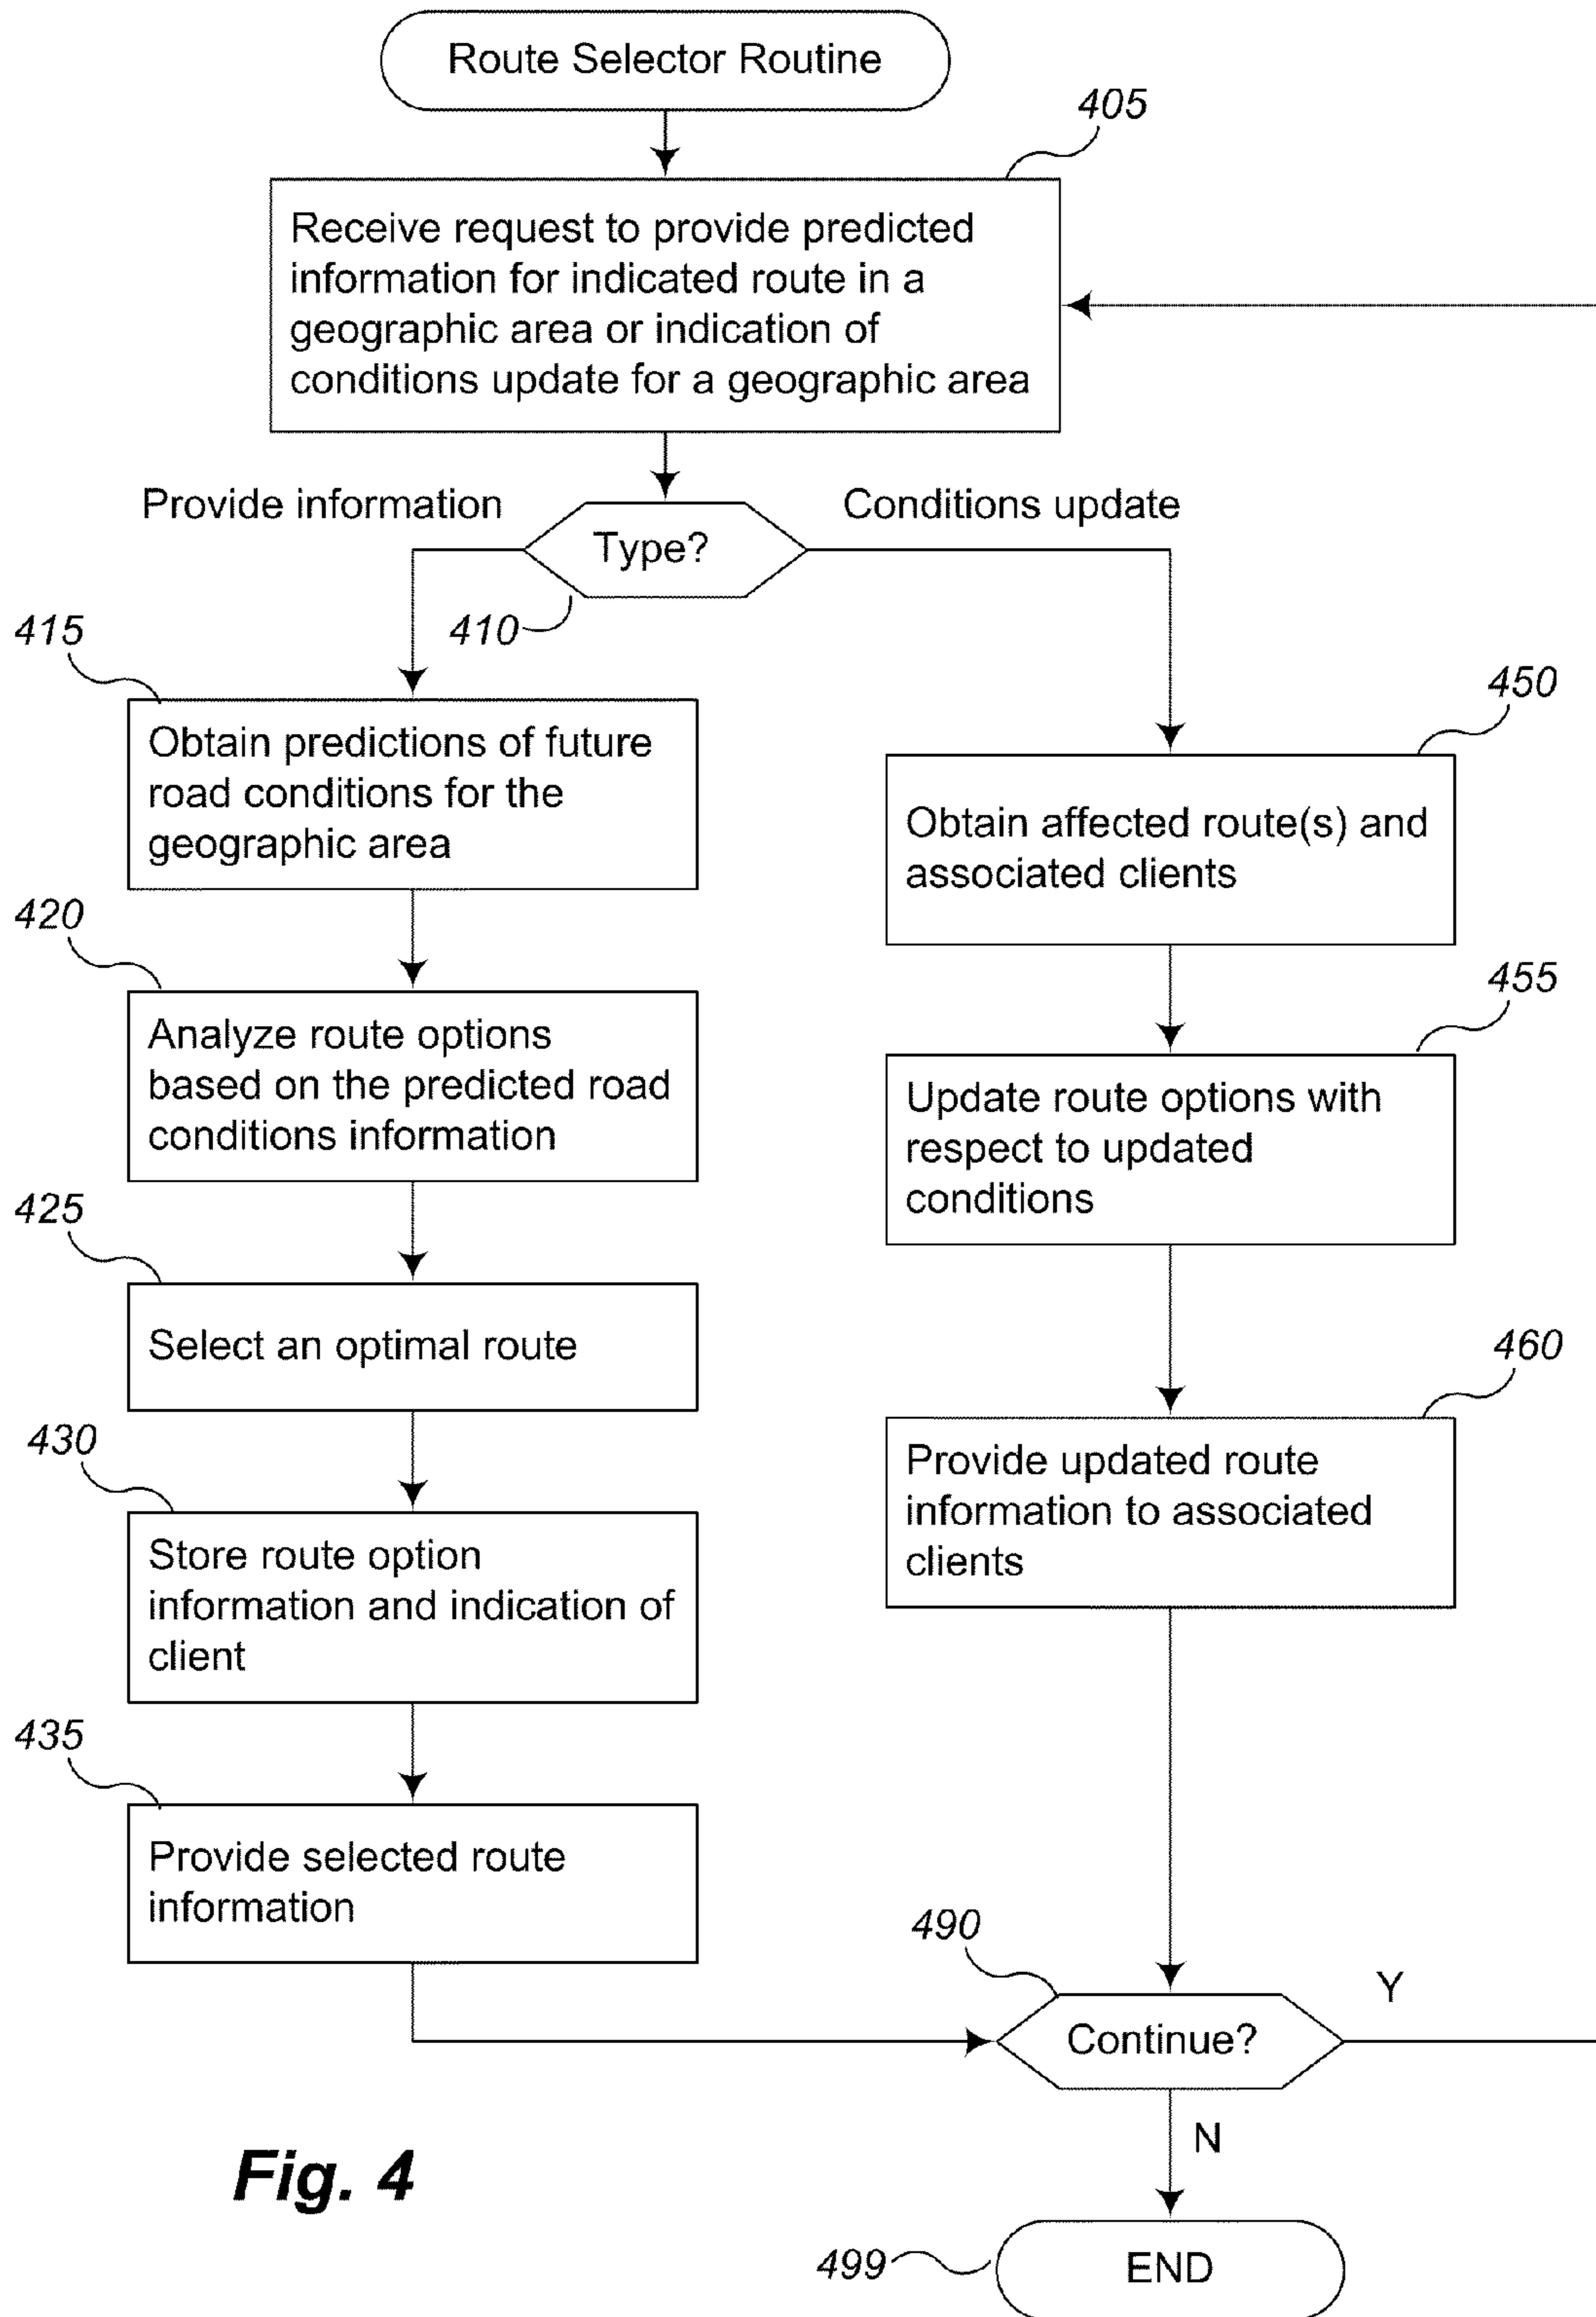 Route Selector Routine
405
Receive request to provide predicted
information for indicated route in a
geographic area or indication of
conditions update for a geographic area
Provide information
Conditions update
Type?
410
415
Obtain predictions of future
road conditions for the
geographic area
420
Analyze route options
based on the predicted road
conditions information
425
Select an optimal route
430
Store route option
information and indication of
client
435
Provide selected route
information
450
Obtain affected route(s) and
associated clients
455
Update route options with
respect to updated
conditions
460
Provide updated route
information to associated
clients
490
Continue?
Y
N
499
END
Fig. 4